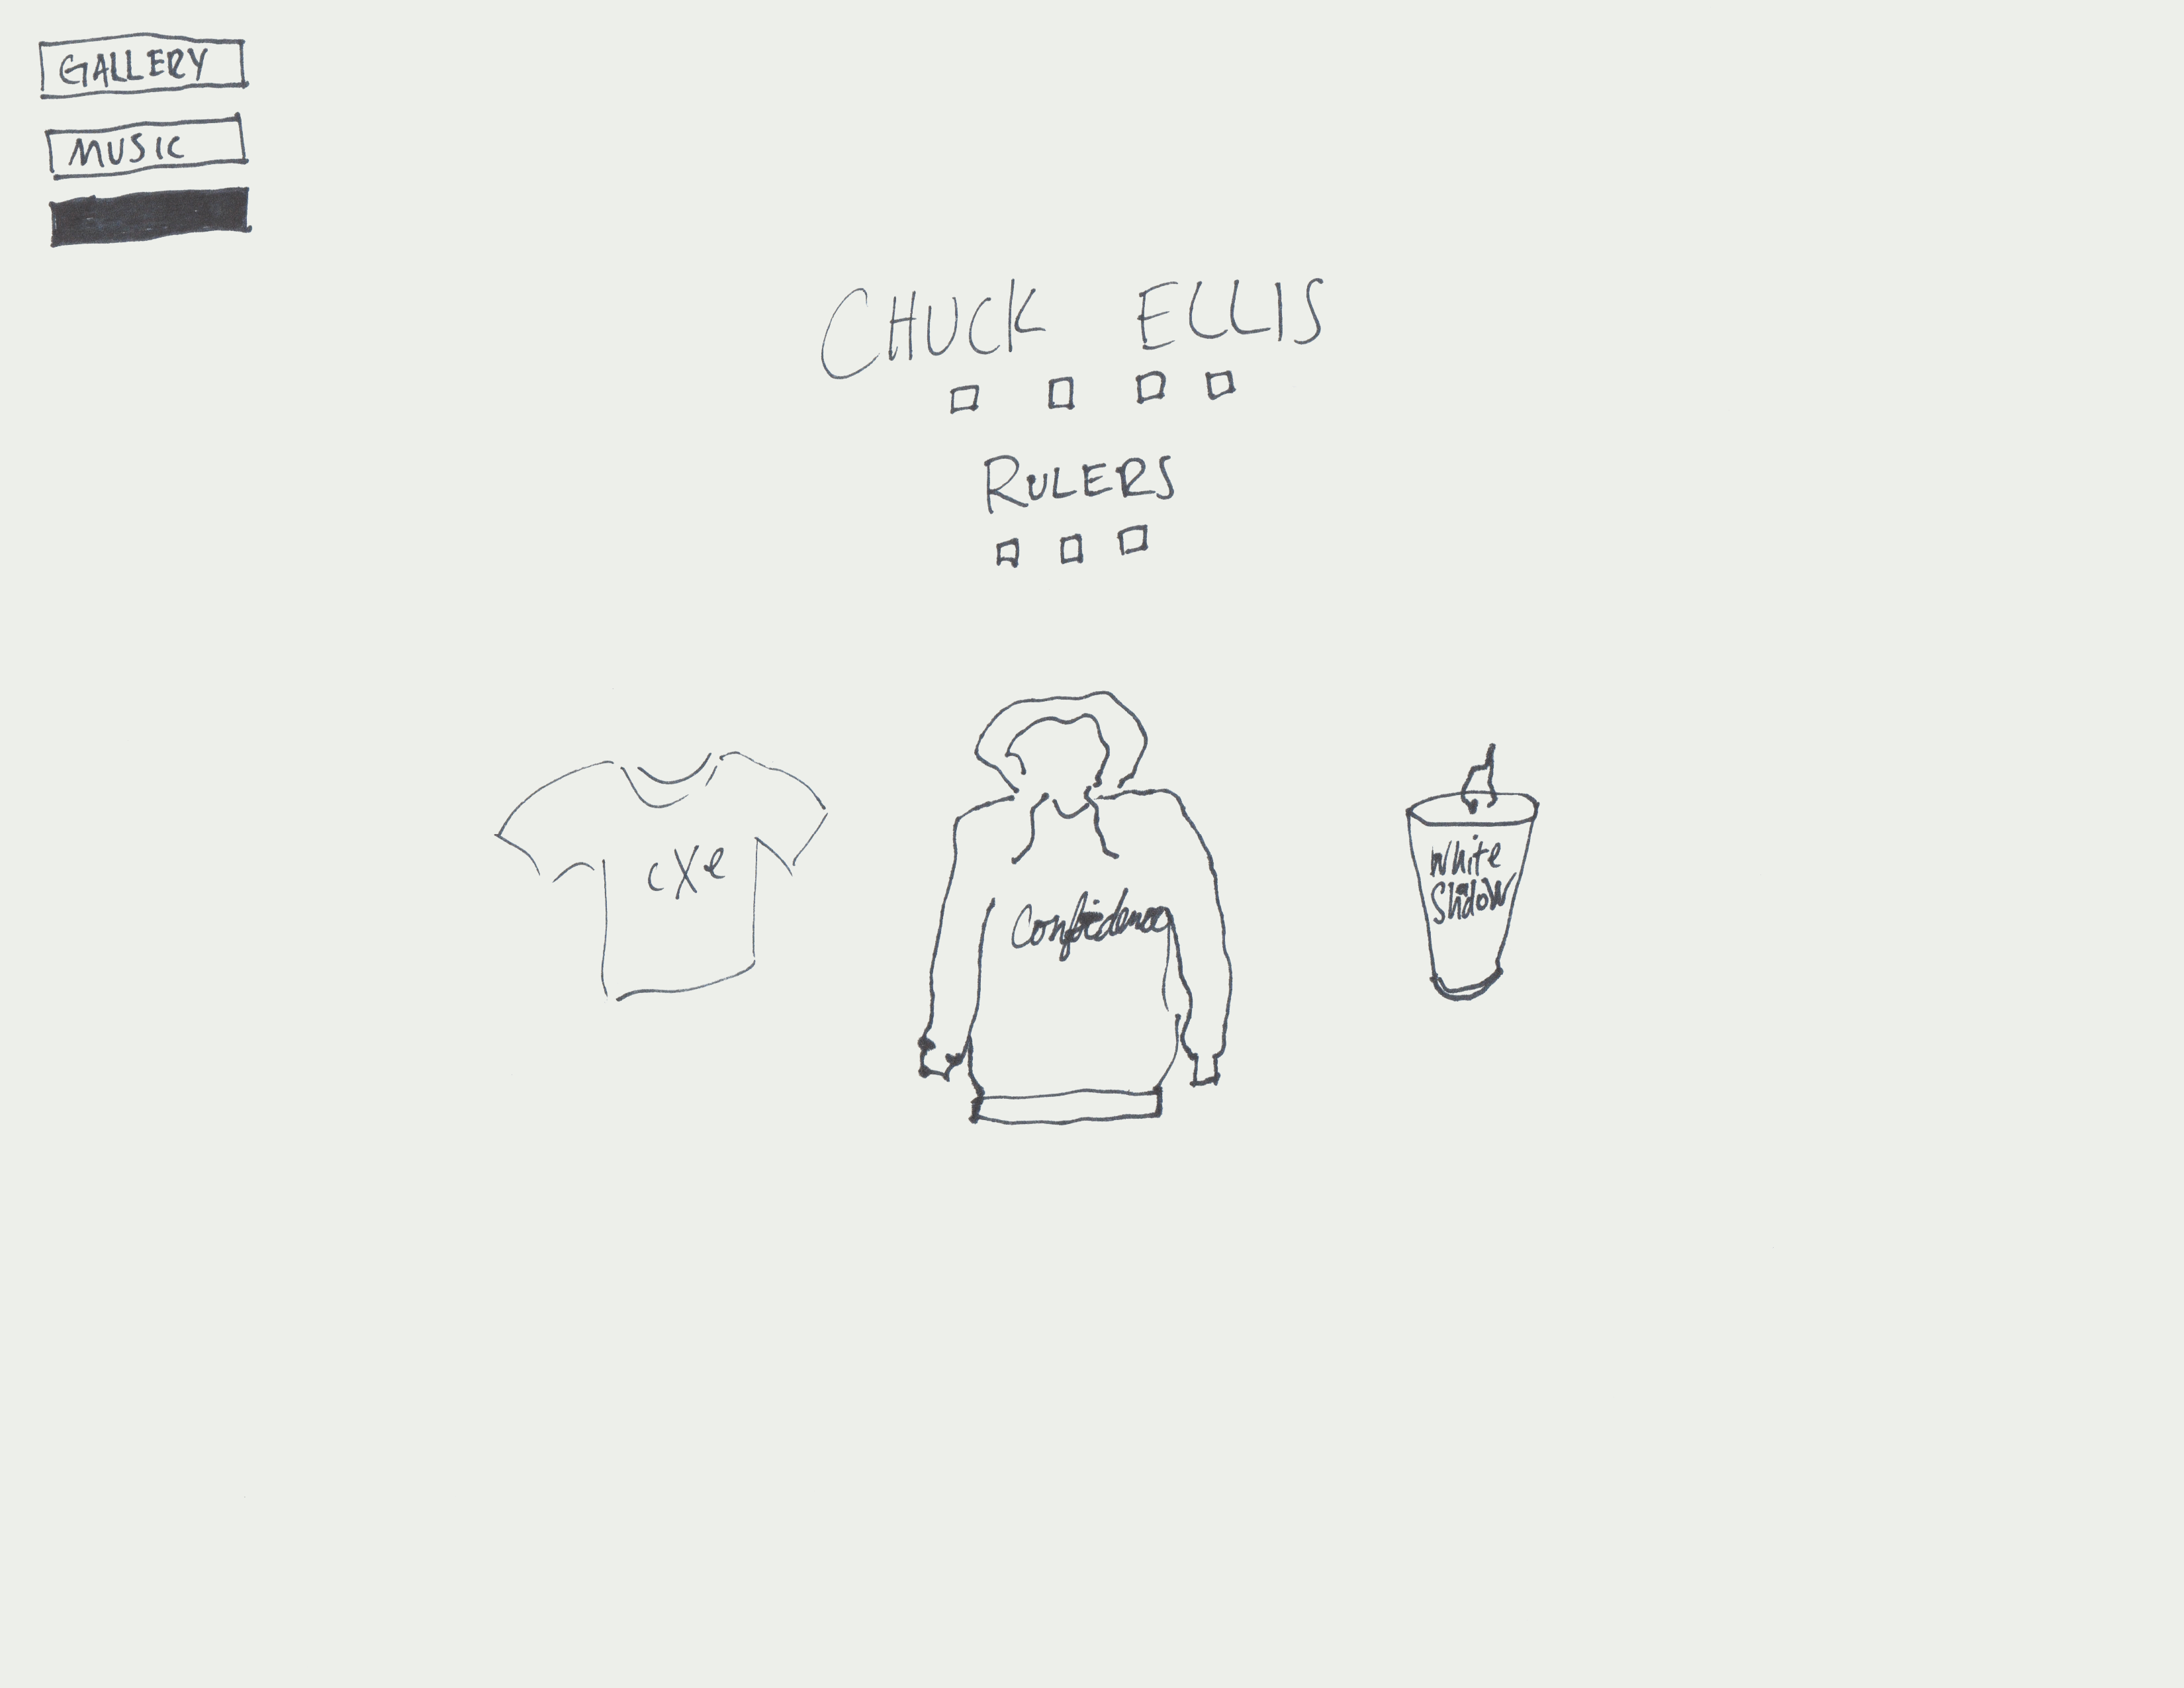 GALLERY
MUSIC
CHUCK ELLIS
RULERS
cXe
Confidence
White
Shadow